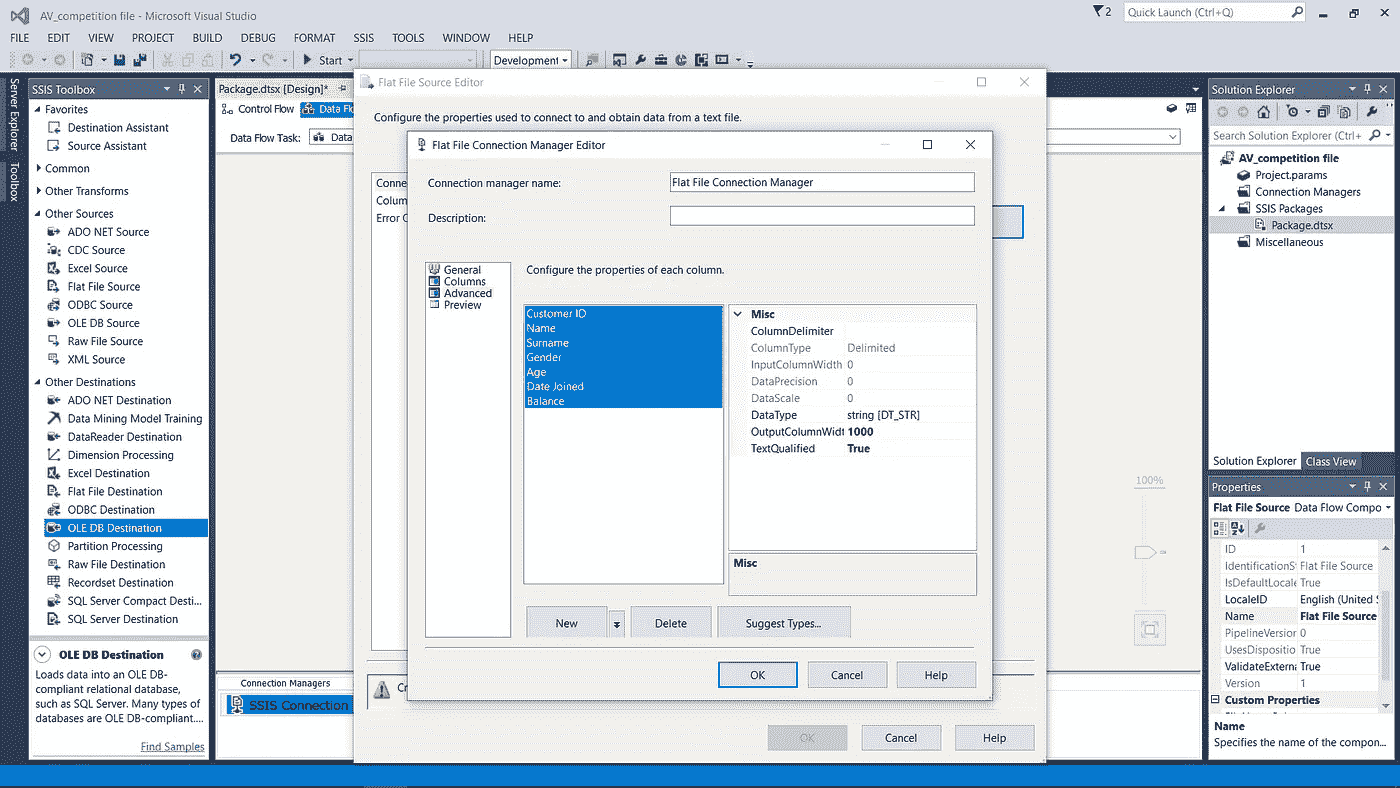 AV_competition file - Microsoft Visual Studio
2
Quick Launch (Ctrl+Q)
FILE EDIT VIEW PROJECT BUILD DEBUG FORMAT SSIS TOOLS WINDOW HELP
Start
Development
Server Explorer
Toolbox
SSIS Toolbox
Favorites
Destination Assistant
Source Assistant
Common
Other Transforms
Other Sources
ADO NET Source
CDC Source
Excel Source
Flat File Source
ODBC Source
OLE DB Source
Raw File Source
XML Source
Other Destinations
ADO NET Destination
Data Mining Model Training
DataReader Destination
Dimension Processing
Excel Destination
Flat File Destination
ODBC Destination
OLE DB Destination
Partition Processing
Raw File Destination
Recordset Destination
SQL Server Compact Desti...
SQL Server Destination
OLE DB Destination
Loads data into an OLE DB-
compliant relational database,
such as SQL Server. Many types of
databases are OLE DB-compliant....
Find Samples
Package.dtsx [Design]*
Control Flow
Data Fl
Data Flow Task:
Data
Connection Managers
SSIS Connection
Flat File Source Editor
Configure the properties used to connect to and obtain data from a text file.
Conne
Colum
Error O
OK
Cancel
Help
Flat File Connection Manager Editor
Connection manager name:
Flat File Connection Manager
Description:
General
Columns
Advanced
Preview
Configure the properties of each column.
Customer ID
Name
Surname
Gender
Age
Date Joined
Balance
Misc
ColumnDelimiter
ColumnType Delimited
InputColumnWidth 0
DataPrecision 0
DataScale 0
DataType string [DT_STR]
OutputColumnWidt 1000
TextQualified True
Misc
New
Delete
Suggest Types...
OK
Cancel
Help
100%
Solution Explorer
Search Solution Explorer (Ctrl+
AV_competition file
Project.params
Connection Managers
SSIS Packages
Package.dtsx
Miscellaneous
Solution Explorer
Class View
Properties
Flat File Source Data Flow Compo
ID 1
IdentificationS Flat File Source
IsDefaultLocale True
LocaleID English (United S
Name Flat File Source
PipelineVersion 0
UsesDispositio True
ValidateExterna True
Version 1
Custom Properties
Name
Specifies the name of the compon...